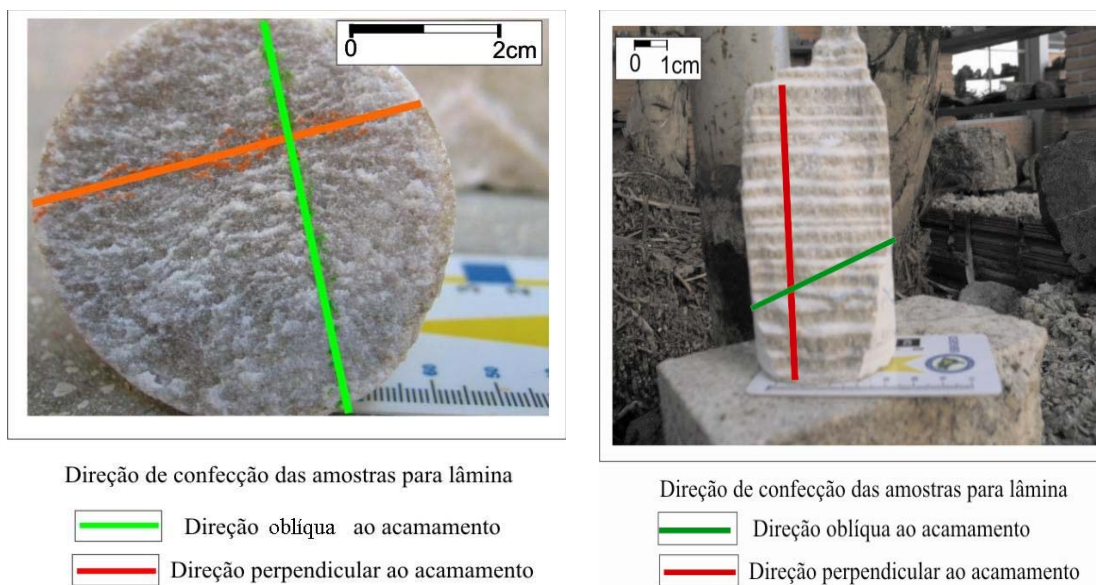 0 2cm
Direção de confecção das amostras para lâmina
Direção oblíqua ao acamamento
Direção perpendicular ao acamamento
0 1cm
Direção de confecção das amostras para lâmina
Direção oblíqua ao acamamento
Direção perpendicular ao acamamento